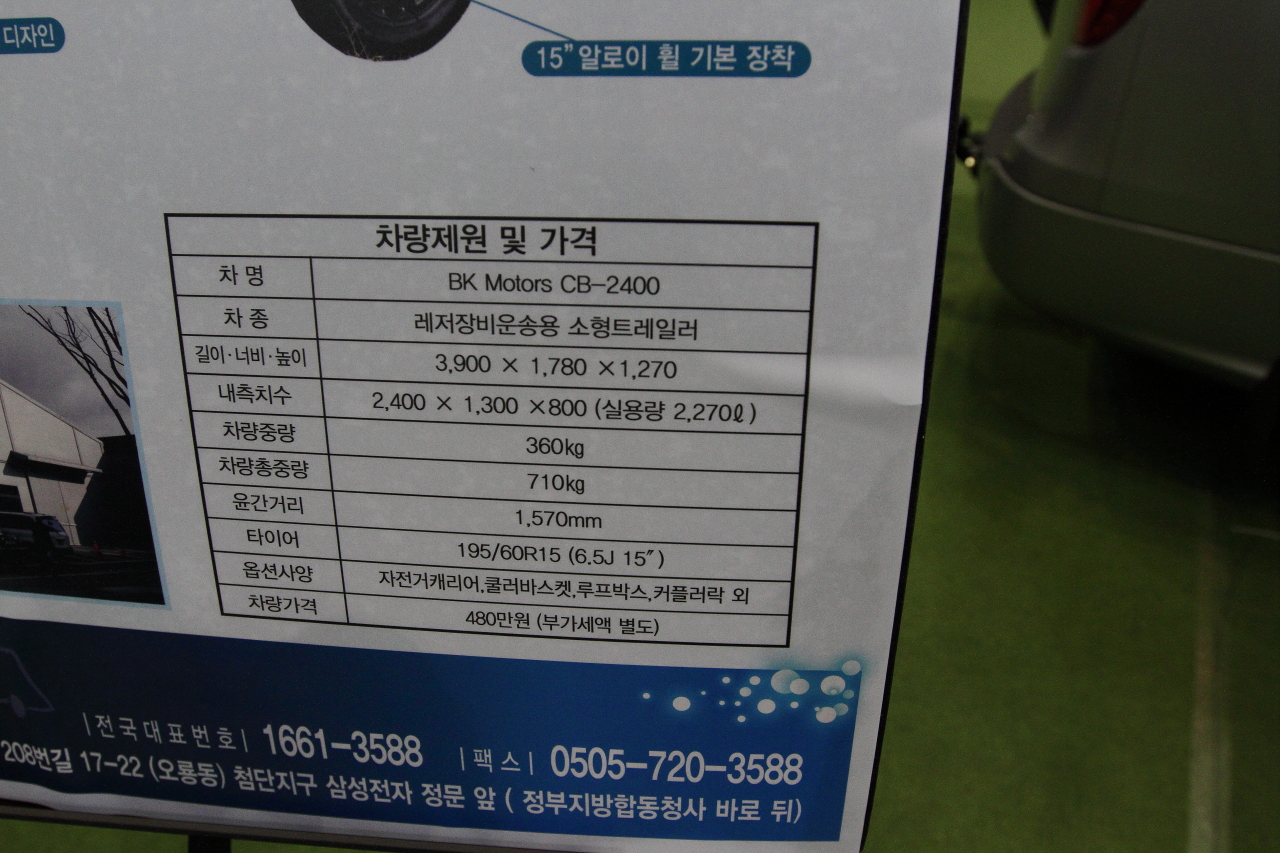 디자인
15" 알로이 휠 기본 장착
차량제원 및 가격
차 명 BK Motors CB-2400
차 종 레저장비운송용 소형트레일러
길이·너비·높이 3,900 × 1,780 ×1,270
내측치수 2,400 × 1,300 ×800 (실용량 2,270ℓ)
차량중량 360kg
차량총중량 710kg
윤간거리 1,570mm
타이어 195/60R15 (6.5J 15″)
옵션사양 자전거캐리어,쿨러바스켓,루프박스,커플러락 외
차량가격 480만원 (부가세액 별도)
|전국대표번호| 1661-3588 |팩스| 0505-720-3588
208번길 17-22 (오룡동) 첨단지구 삼성전자 정문 앞 ( 정부지방합동청사 바로 뒤)